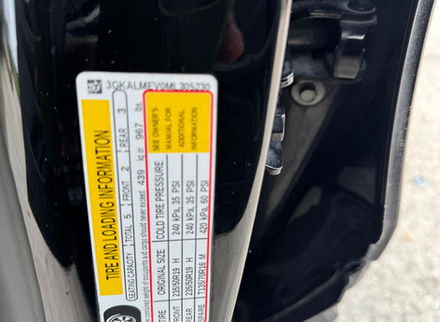 3GKALMEV0ML305730
TIRE AND LOADING INFORMATION
SEATING CAPACITY TOTAL 5 FRONT 2 REAR 3
combined weight of occupants and cargo should never exceed 439 kg or 967 lbs
TIRE ORIGINAL SIZE COLD TIRE PRESSURE
FRONT 235/50R19 H 240 kPa, 35 PSI
REAR 235/50R19 H 240 kPa, 35 PSI
SPARE T135/70R16 M 420 kPa, 60 PSI
SEE OWNER'S
MANUAL FOR
ADDITIONAL
INFORMATION